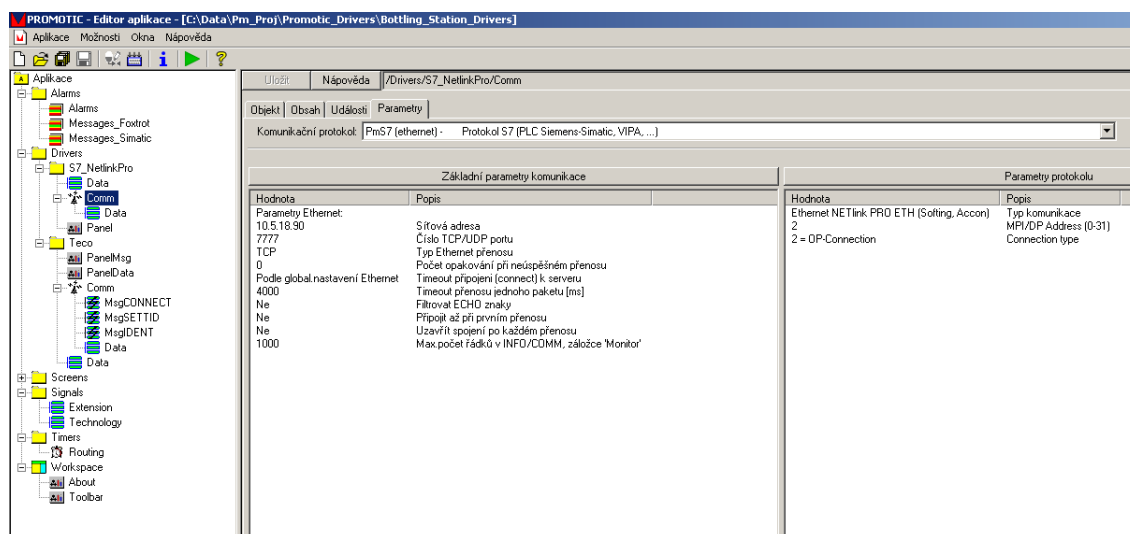 PROMOTIC - Editor aplikace - [C:\Data\Pm_Proj\Promotic_Drivers\Bottling_Station_Drivers]
Aplikace Možnosti Okna Nápověda
Aplikace
Alarms
Alarms
Messages_Foxtrot
Messages_Simatic
Drivers
S7_NetlinkPro
Data
Comm
Data
Panel
Teco
PanelMsg
PanelData
Comm
MsgCONNECT
MsgSETTID
MsgIDENT
Data
Data
Screens
Signals
Extension
Technology
Timers
Routing
Workspace
About
Toolbar
Uložit Nápověda /Drivers/S7_NetlinkPro/Comm
Objekt Obsah Události Parametry
Komunikační protokol: PmS7 (ethernet) - Protokol S7 (PLC Siemens-Simatic, VIPA, ...)
Základní parametry komunikace
Hodnota Popis
Parametry Ethernet:
10.5.18.90 Síťová adresa
7777 Číslo TCP/UDP portu
TCP Typ Ethernet přenosu
0 Počet opakování při neúspěšném přenosu
Podle global.nastavení Ethernet Timeout připojeni (connect) k serveru
4000 Timeout přenosu jednoho paketu [ms]
Ne Filtrovat ECHO znaky
Ne Připojit až při prvním přenosu
Ne Uzavřít spojení po každém přenosu
1000 Max.počet řádků v INFO/COMM, záložce 'Monitor'
Parametry protokolu
Hodnota Popis
Ethernet NETlink PRO ETH (Softing, Accon) Typ komunikace
2 MPI/DP Address (0-31)
2 = OP-Connection Connection type